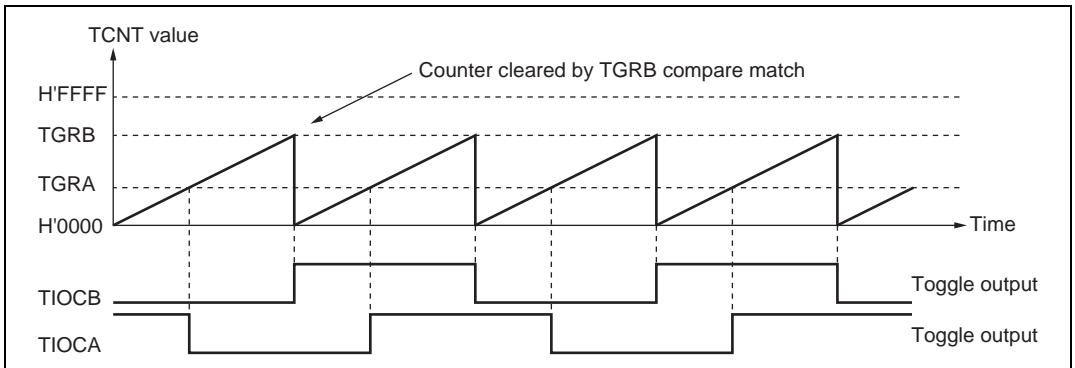 TCNT value
Counter cleared by TGRB compare match
H'FFFF
TGRB
TGRA
H'0000
Time
TIOCB
Toggle output
TIOCA
Toggle output